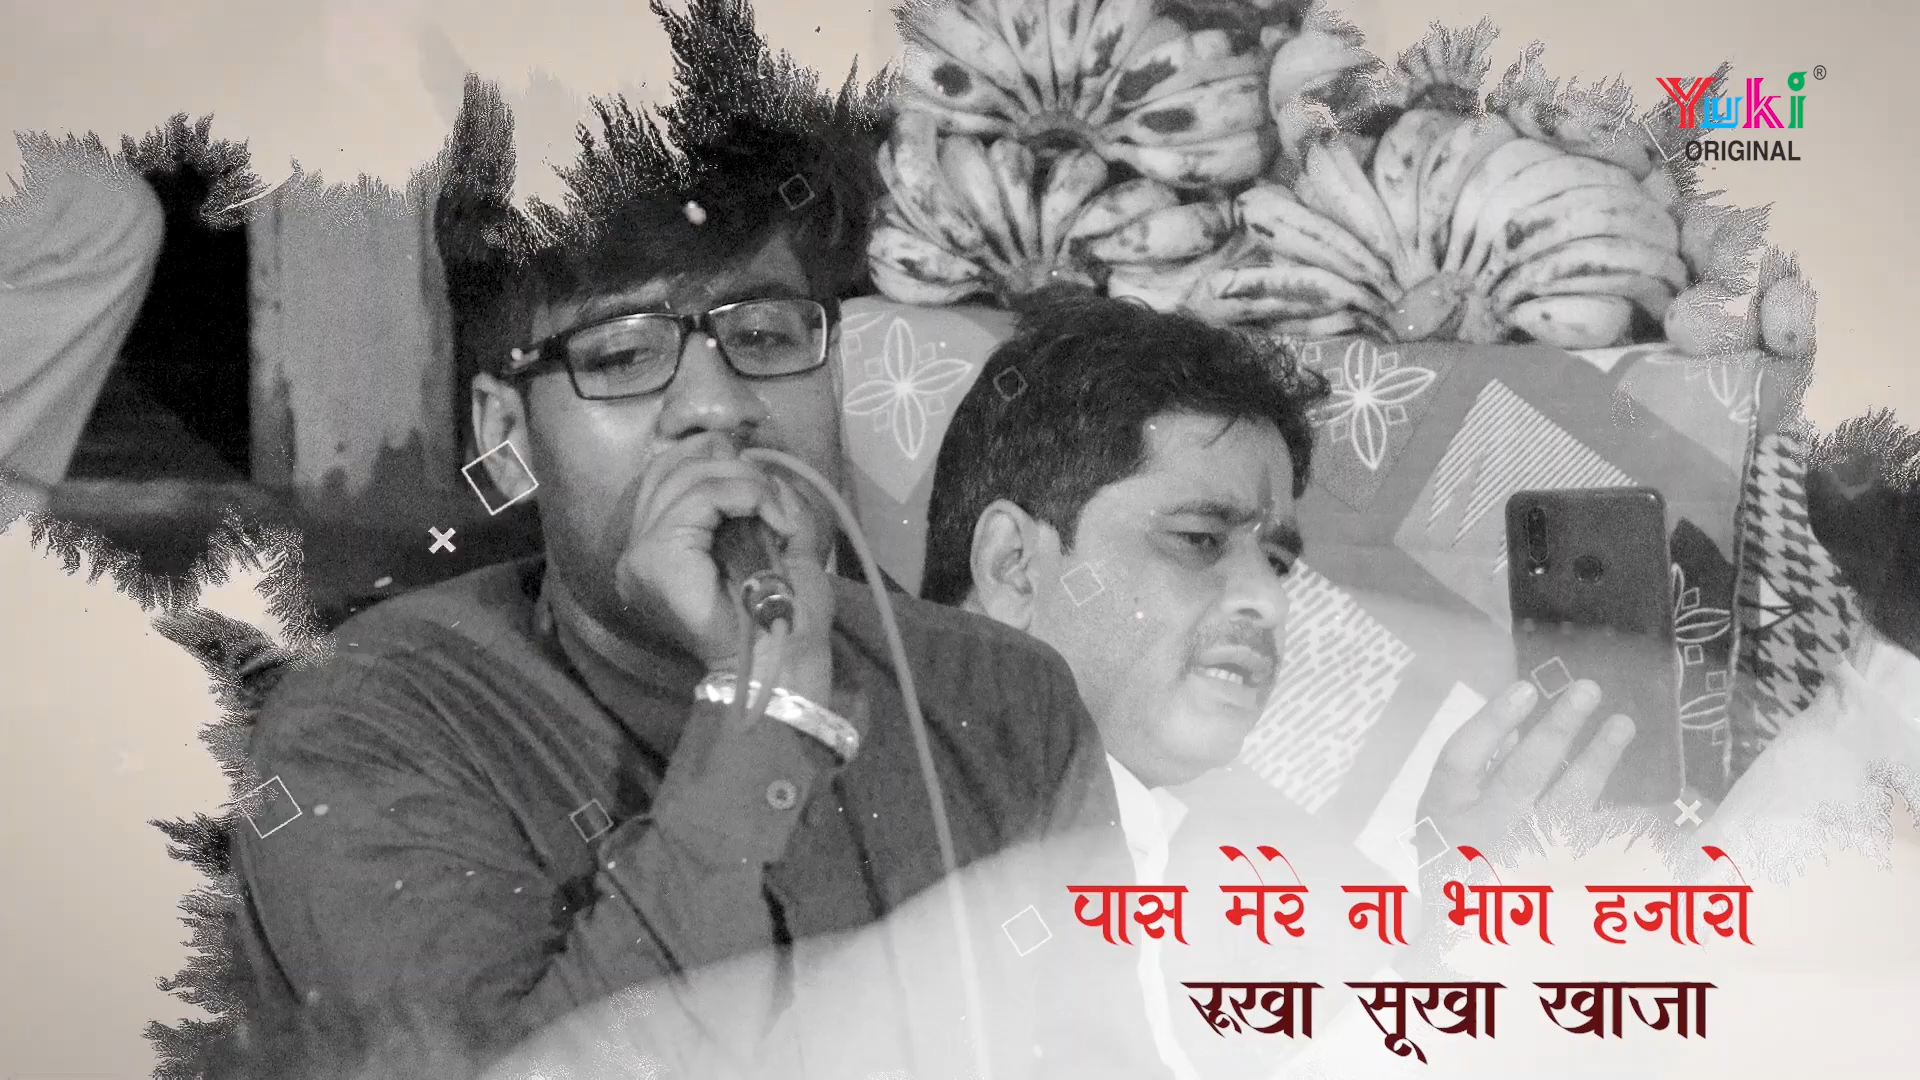 Yuki®
ORIGINAL
पास मेरे ना भोग हजारो
रूखा सूखा खाजा